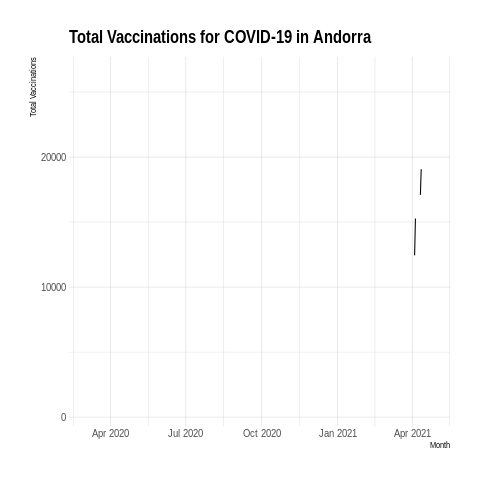 Total Vaccinations for COVID-19 in Andorra
Total Vaccinations
20000
10000
0
Apr 2020 Jul 2020 Oct 2020 Jan 2021 Apr 2021
Month